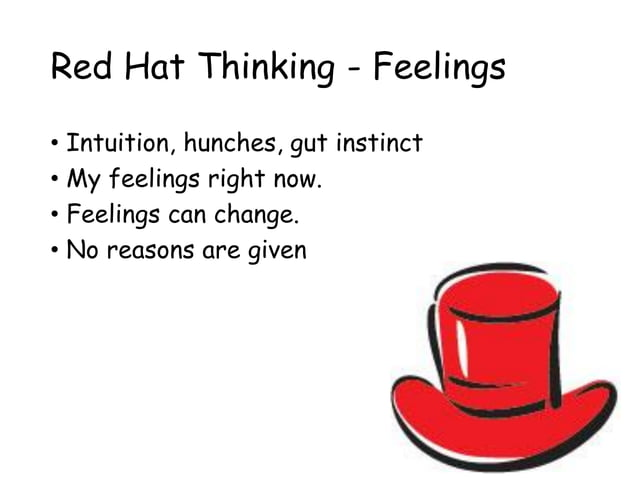 Red Hat Thinking - Feelings
• Intuition, hunches, gut instinct
• My feelings right now.
• Feelings can change.
• No reasons are given